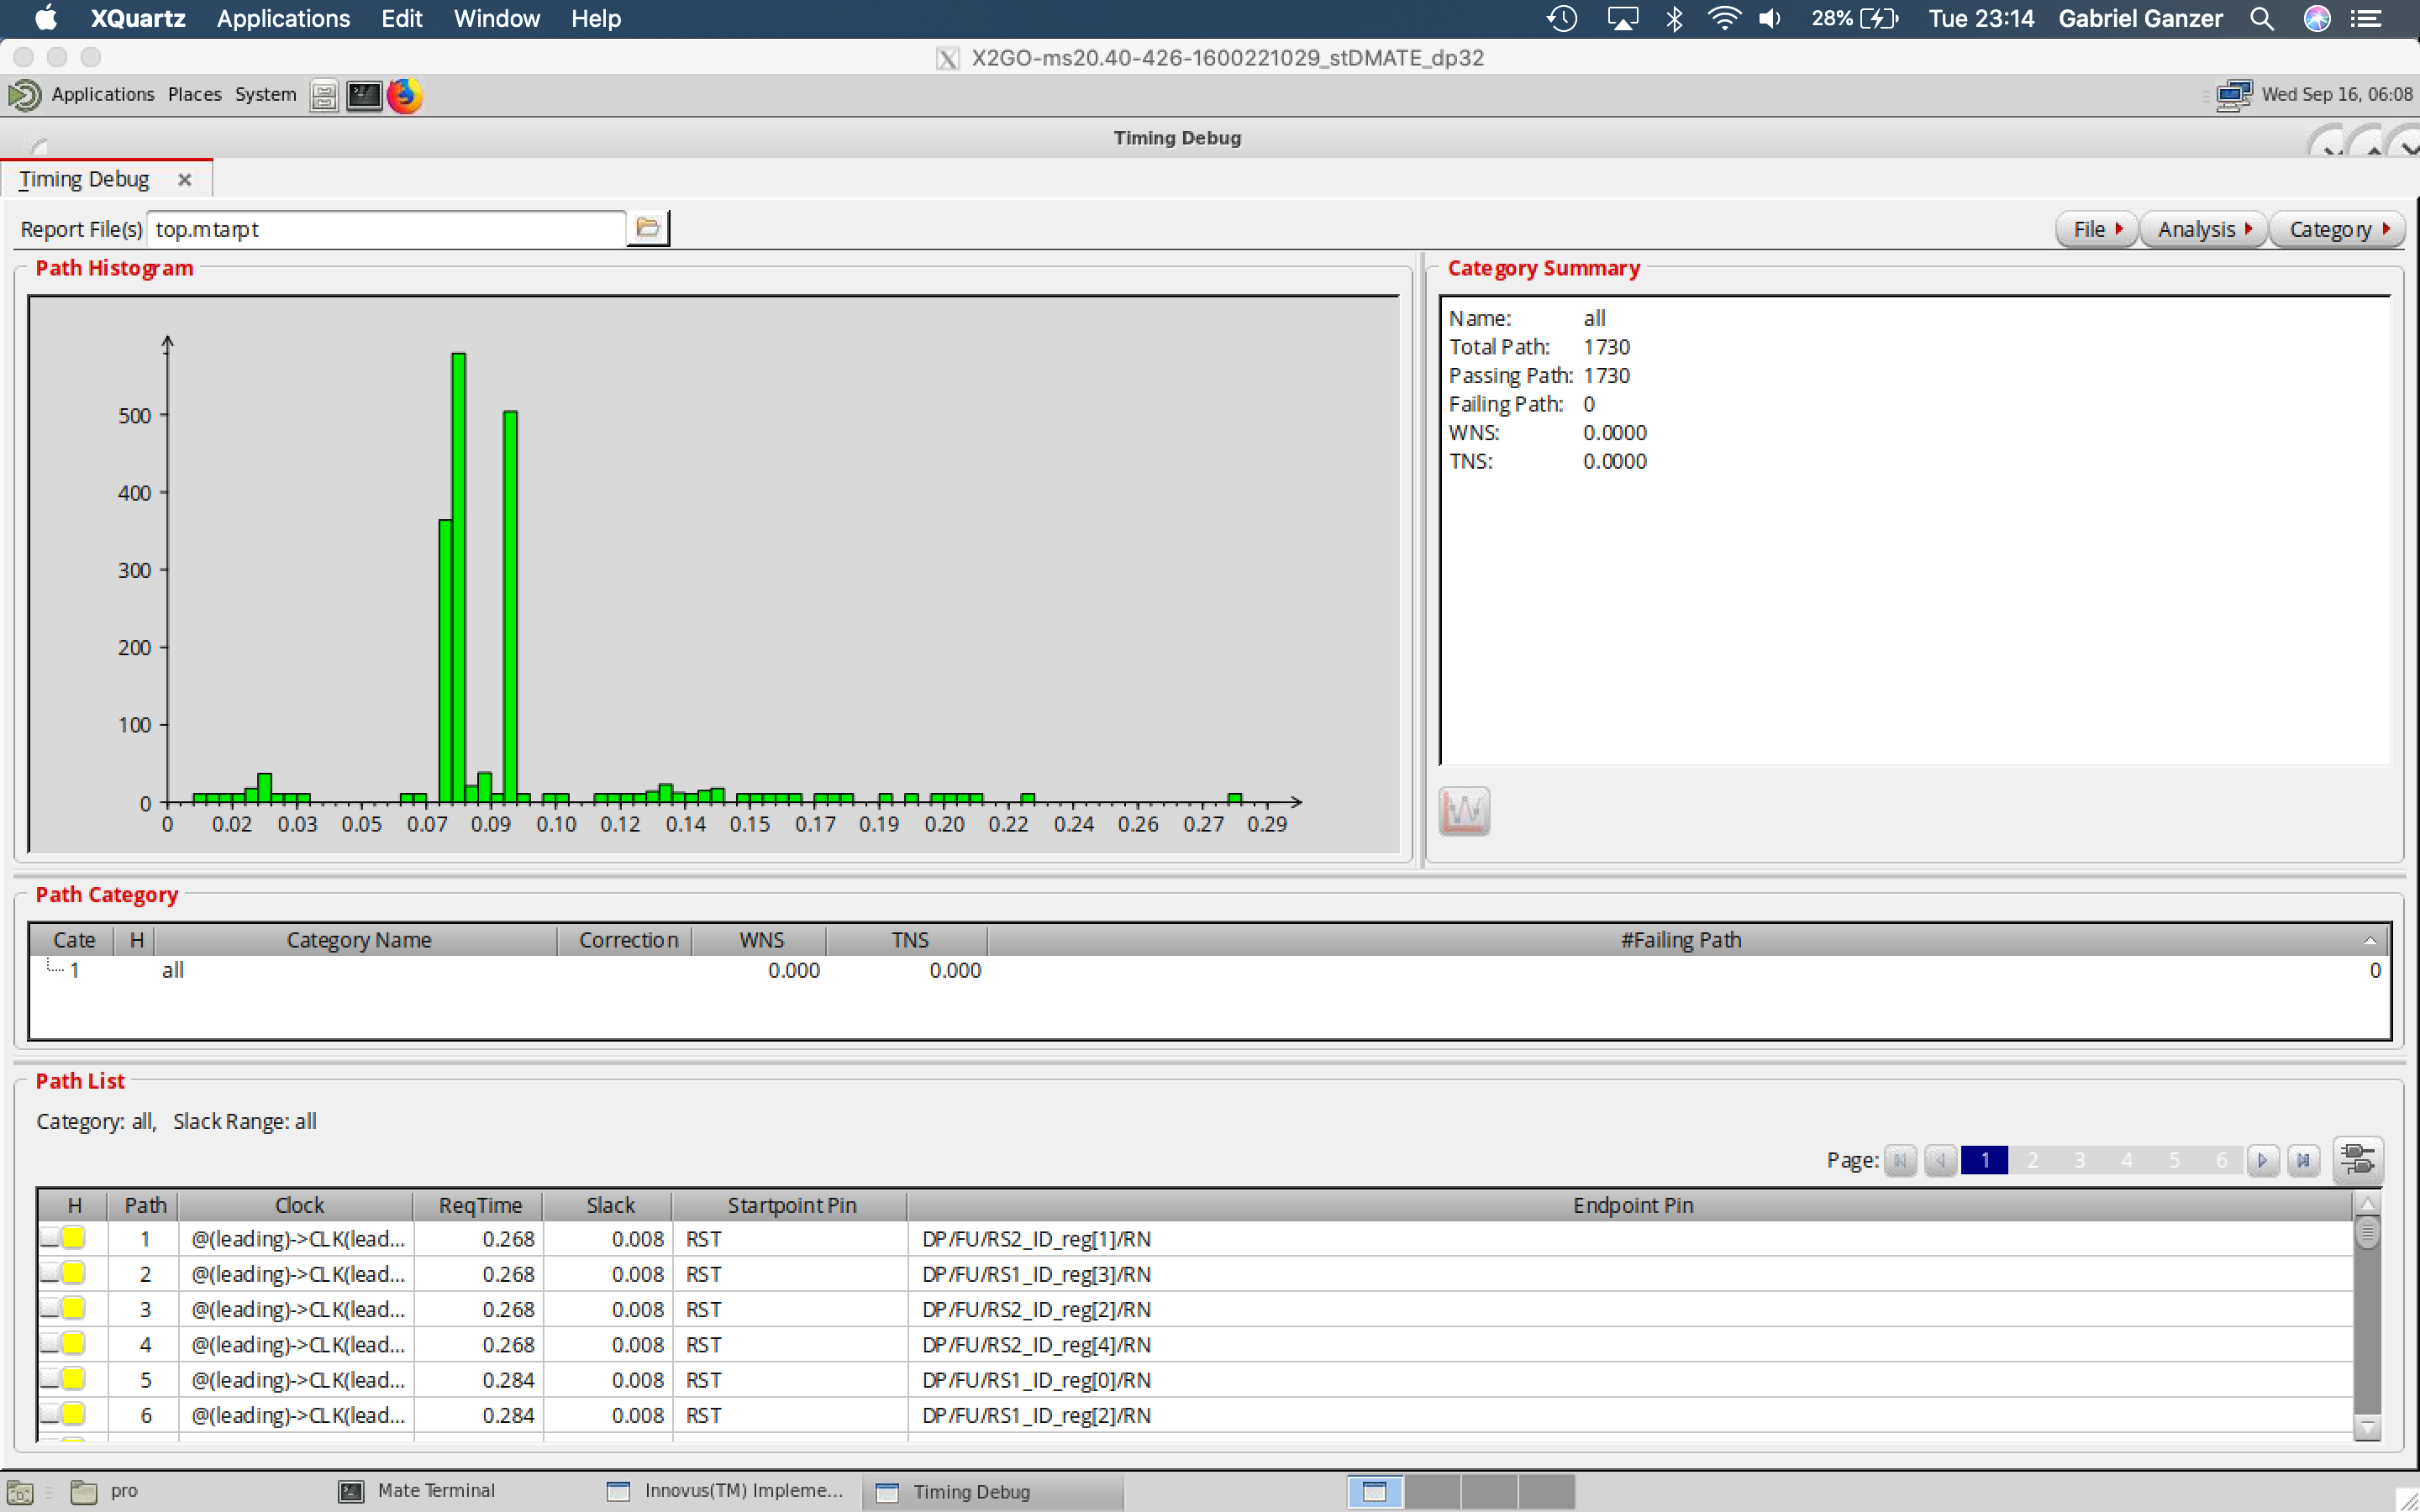 XQuartz Applications Edit Window Help 28% Tue 23:14 Gabriel Ganzer
X2GO-ms20.40-426-1600221029_stDMATE_dp32
Applications Places System Wed Sep 16, 06:08
Timing Debug
Timing Debug
Report File(s) top.mtarpt File Analysis Category
Path Histogram
500
400
300
200
100
0
0 0.02 0.03 0.05 0.07 0.09 0.10 0.12 0.14 0.15 0.17 0.19 0.20 0.22 0.24 0.26 0.27 0.29
Category Summary
Name: all
Total Path: 1730
Passing Path: 1730
Failing Path: 0
WNS: 0.0000
TNS: 0.0000
Path Category
Cate H Category Name Correction WNS TNS #Failing Path
1 all 0.000 0.000 0
Path List
Category: all, Slack Range: all
Page: 1 2 3 4 5 6
H Path Clock ReqTime Slack Startpoint Pin Endpoint Pin
1 @(leading)->CLK(lead... 0.268 0.008 RST DP/FU/RS2_ID_reg[1]/RN
2 @(leading)->CLK(lead... 0.268 0.008 RST DP/FU/RS1_ID_reg[3]/RN
3 @(leading)->CLK(lead... 0.268 0.008 RST DP/FU/RS2_ID_reg[2]/RN
4 @(leading)->CLK(lead... 0.268 0.008 RST DP/FU/RS2_ID_reg[4]/RN
5 @(leading)->CLK(lead... 0.284 0.008 RST DP/FU/RS1_ID_reg[0]/RN
6 @(leading)->CLK(lead... 0.284 0.008 RST DP/FU/RS1_ID_reg[2]/RN
pro Mate Terminal Innovus(TM) Impleme... Timing Debug